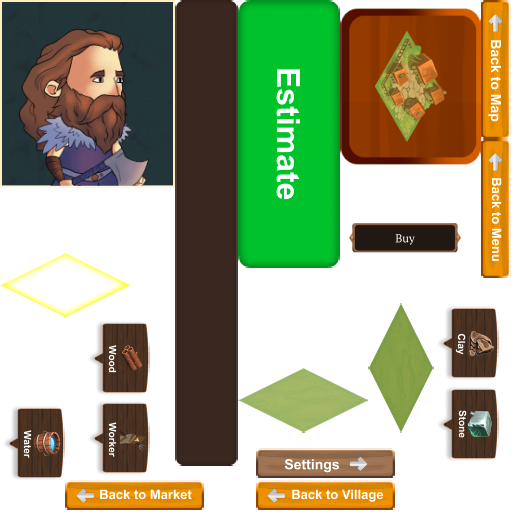 Estimate
Back to Map
Back to Menu
Buy
Wood
Clay
Water
Worker
Stone
Settings
Back to Market
Back to Village